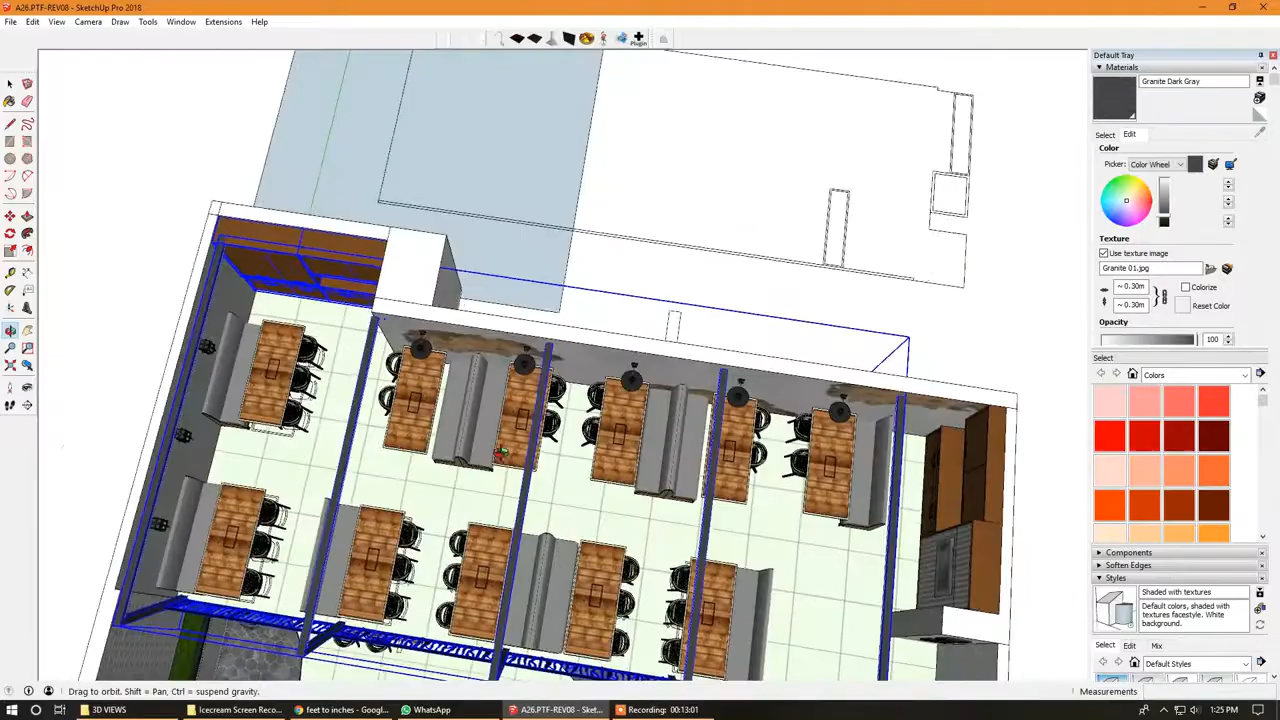 A26.PTF-REV08 - SketchUp Pro 2018
File Edit View Camera Draw Tools Window Extensions Help
Plugin
Default Tray
Materials
Granite Dark Gray
Select Edit
Color
Picker: Color Wheel
Texture
Use texture image
Granite 01.jpg
~ 0.30m Colorize
~ 0.30m Reset Color
Opacity
100
Select
Colors
Components
Soften Edges
Styles
Shaded with textures
Default colors, shaded with
textures facestyle. White
background.
Select Edit Mix
Default Styles
Drag to orbit. Shift = Pan, Ctrl = suspend gravity. Measurements
3D VIEWS Icecream Screen Reco... feet to inches - Googl... WhatsApp A26.PTF-REV08 - Sket... Recording: 00:13:01 1:25 PM